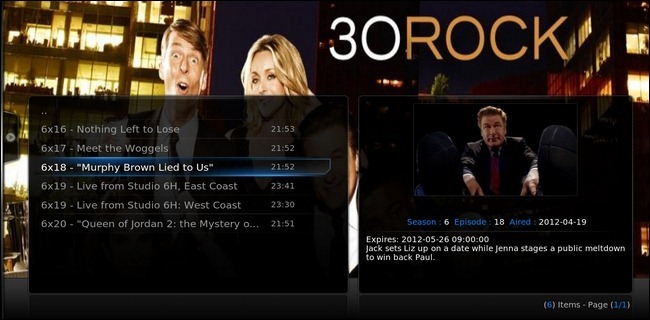 30ROCK
..
6x16 - Nothing Left to Lose 21:53
6x17 - Meet the Woggels 21:52
6x18 - "Murphy Brown Lied to Us" 21:52
6x19 - Live from Studio 6H, East Coast 23:41
6x19 - Live from Studio 6H: West Coast 23:30
6x20 - "Queen of Jordan 2: the Mystery o... 21:51
Season : 6 Episode : 18 Aired : 2012-04-19
Expires: 2012-05-26 09:00:00
Jack sets Liz up on a date while Jenna stages a public meltdown
to win back Paul.
(6) Items - Page (1/1)